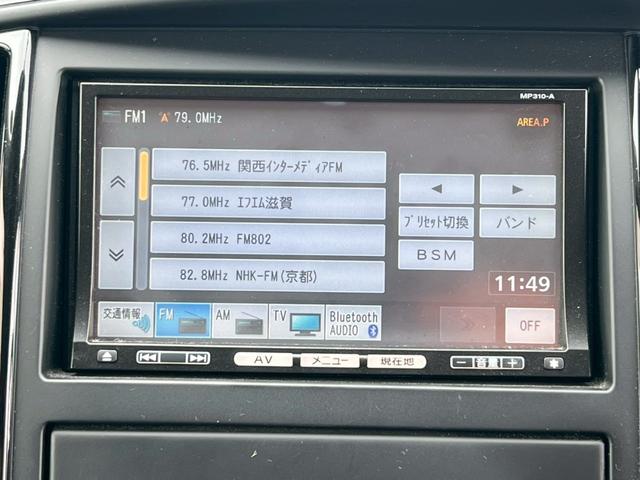 MP310-A
FM1 79.0MHz
AREA.P
76.5MHz 関西ｲﾝﾀｰﾒﾃﾞｨｱFM
77.0MHz ｴﾌｴﾑ滋賀
80.2MHz FM802
82.8MHz NHK-FM(京都)
ﾌﾟﾘｾｯﾄ切換 バンド
BSM
11:49
交通情報 FM AM TV Bluetooth AUDIO OFF
AV メニュー 現在地 − 音量 +